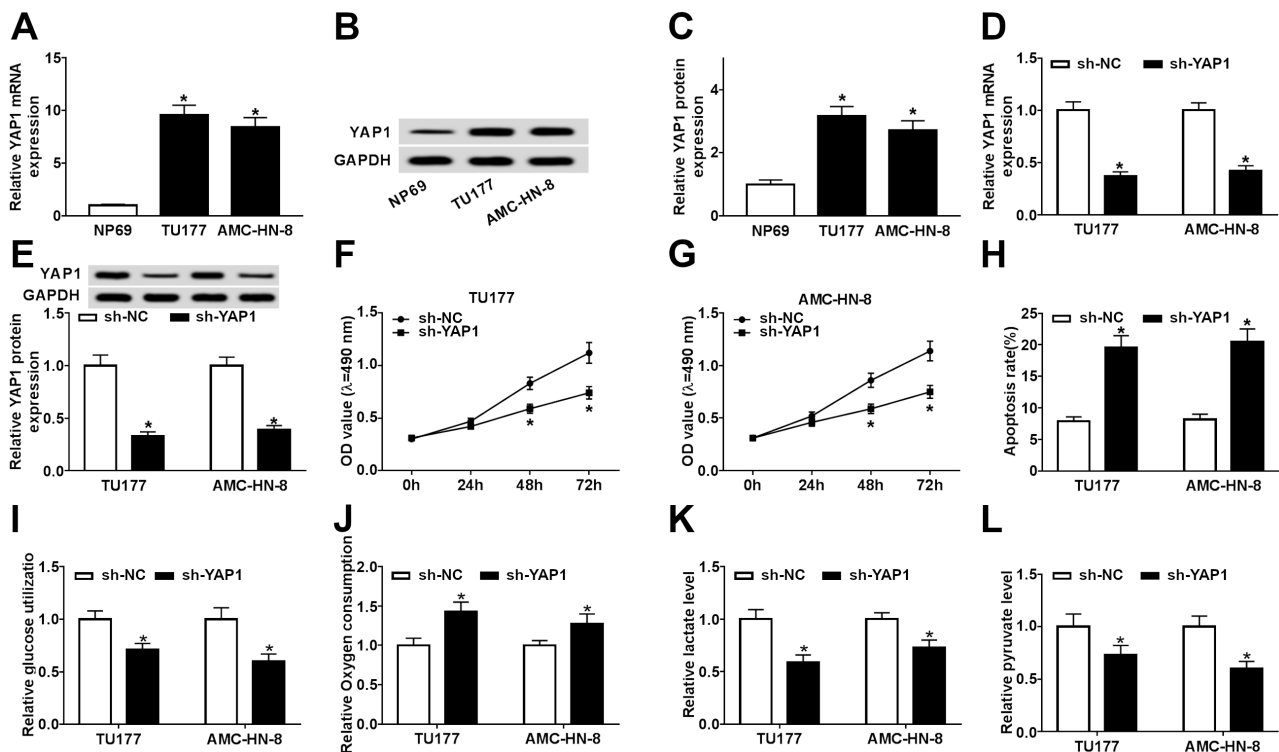 A
Relative YAP1 mRNA
expression
15
10
5
0
*
*
NP69
TU177
AMC-HN-8
B
YAP1
GAPDH
NP69
TU177
AMC-HN-8
C
Relative YAP1 protein
expression
4
2
0
*
*
NP69
TU177
AMC-HN-8
D
sh-NC
sh-YAP1
Relative YAP1 mRNA
expression
1.5
1.0
0.5
0.0
*
*
TU177
AMC-HN-8
E
YAP1
GAPDH
sh-NC
sh-YAP1
Relative YAP1 protein
expression
1.5
1.0
0.5
0.0
*
*
TU177
AMC-HN-8
F
TU177
sh-NC
sh-YAP1
OD value (λ=490 nm)
1.5
1.0
0.5
0.0
*
*
0h
24h
48h
72h
G
AMC-HN-8
sh-NC
sh-YAP1
OD value (λ=490 nm)
1.5
1.0
0.5
0.0
*
*
0h
24h
48h
72h
H
sh-NC
sh-YAP1
Apoptosis rate(%)
25
20
15
10
5
0
*
*
TU177
AMC-HN-8
I
sh-NC
sh-YAP1
Relative glucose utilizatio
1.5
1.0
0.5
0.0
*
*
TU177
AMC-HN-8
J
sh-NC
sh-YAP1
Relative Oxygen consumption
2.0
1.5
1.0
0.5
0.0
*
*
TU177
AMC-HN-8
K
sh-NC
sh-YAP1
Relative lactate level
1.5
1.0
0.5
0.0
*
*
TU177
AMC-HN-8
L
sh-NC
sh-YAP1
Relative pyruvate level
1.5
1.0
0.5
0.0
*
*
TU177
AMC-HN-8